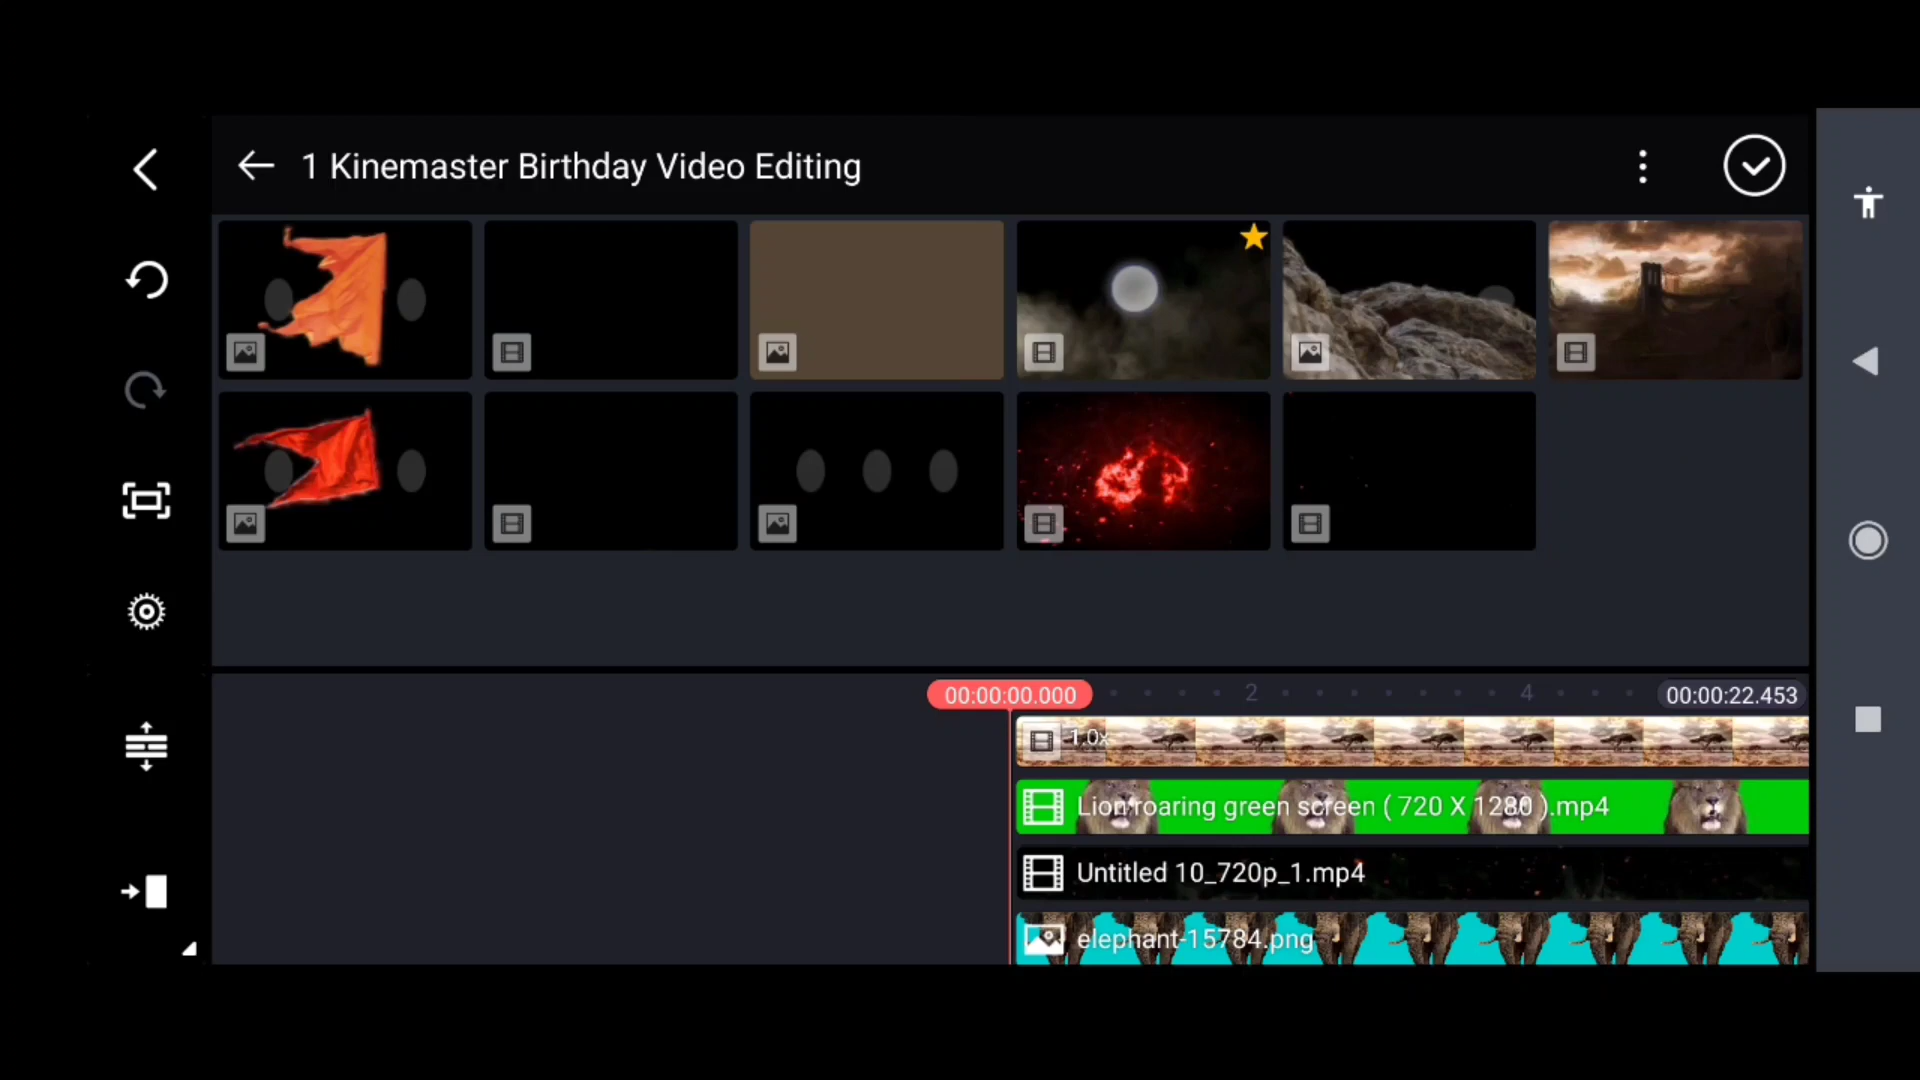 1 Kinemaster Birthday Video Editing
00:00:00.000
2
4
00:00:22.453
1.0x
Lion roaring green screen ( 720 X 1280 ).mp4
Untitled 10_720p_1.mp4
elephant-15784.png